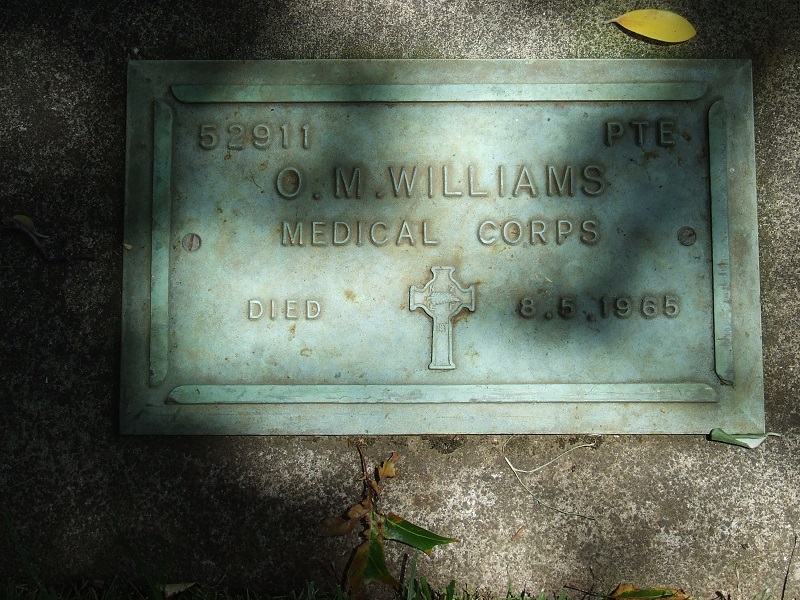 52911 PTE
O.M.WILLIAMS
MEDICAL CORPS
DIED 8.5.1965